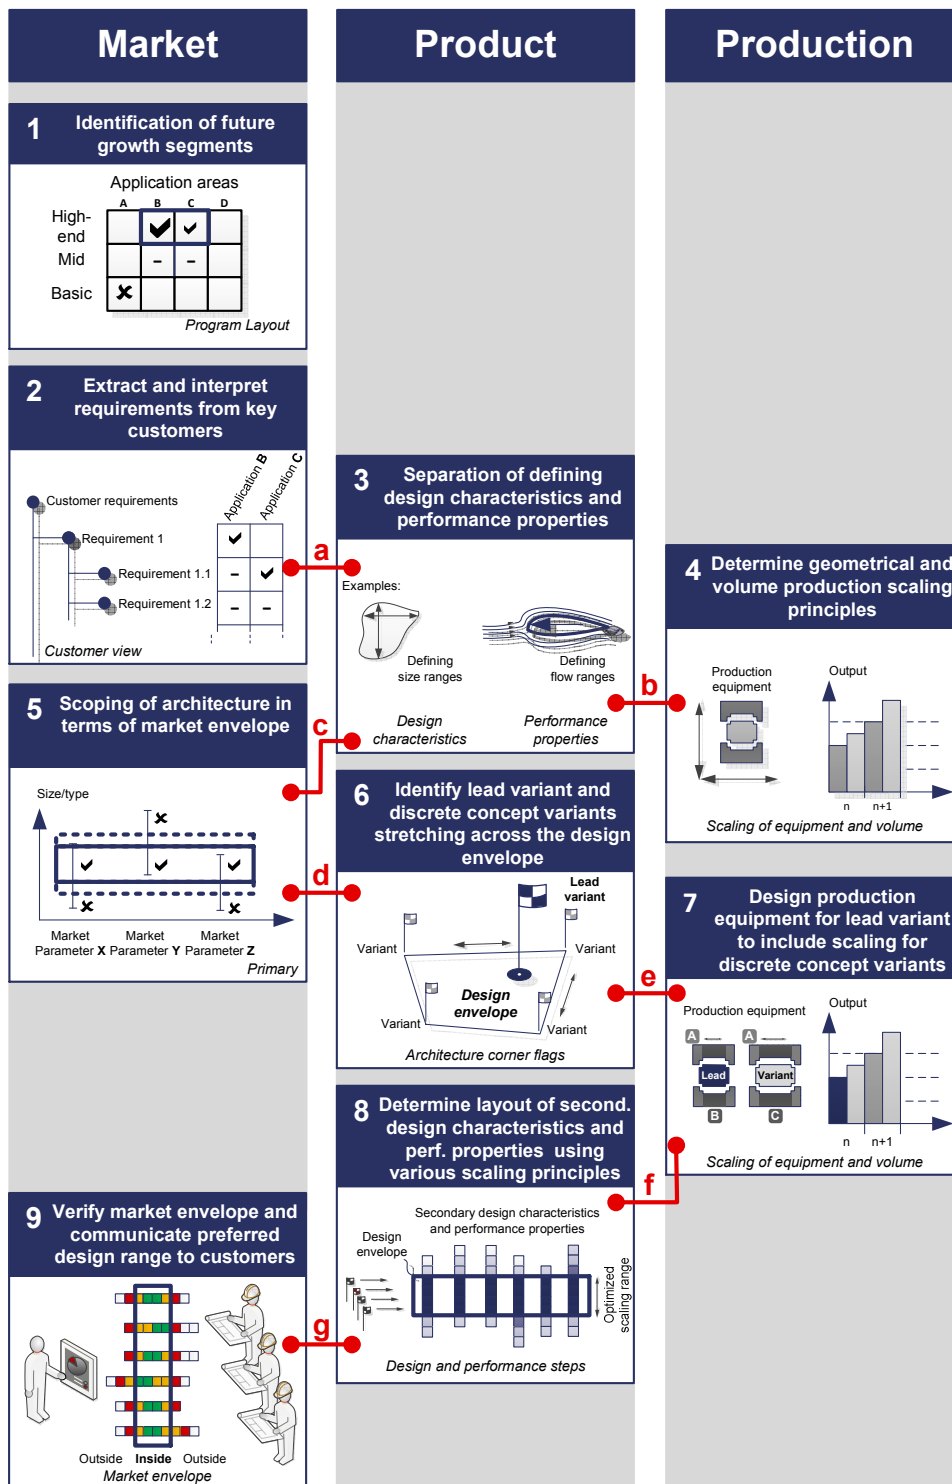 Market
Product
Production
1
Identification of future
growth segments
Application areas
A B C D
High-
end
Mid
Basic
Program Layout
2
Extract and interpret
requirements from key
customers
Application B
Application C
Customer requirements
Requirement 1
Requirement 1.1
Requirement 1.2
Customer view
a
3
Separation of defining
design characteristics and
performance properties
Examples:
Defining
size ranges
Defining
flow ranges
Design
characteristics
Performance
properties
b
4
Determine geometrical and
volume production scaling
principles
Production
equipment
Output
n n+1
Scaling of equipment and volume
5
Scoping of architecture in
terms of market envelope
c
Size/type
Market
Parameter X
Market
Parameter Y
Market
Parameter Z
Primary
d
6
Identify lead variant and
discrete concept variants
stretching across the design
envelope
Lead
variant
Variant
Variant
Design
envelope
Variant
Variant
Architecture corner flags
e
7
Design production
equipment for lead variant
to include scaling for
discrete concept variants
Production equipment
Output
A
A
Lead
Variant
B
C
n n+1
Scaling of equipment and volume
f
8
Determine layout of second.
design characteristics and
perf. properties using
various scaling principles
Secondary design characteristics
and performance properties
Design
envelope
Optimized
scaling range
Design and performance steps
g
9
Verify market envelope and
communicate preferred
design range to customers
Outside Inside Outside
Market envelope